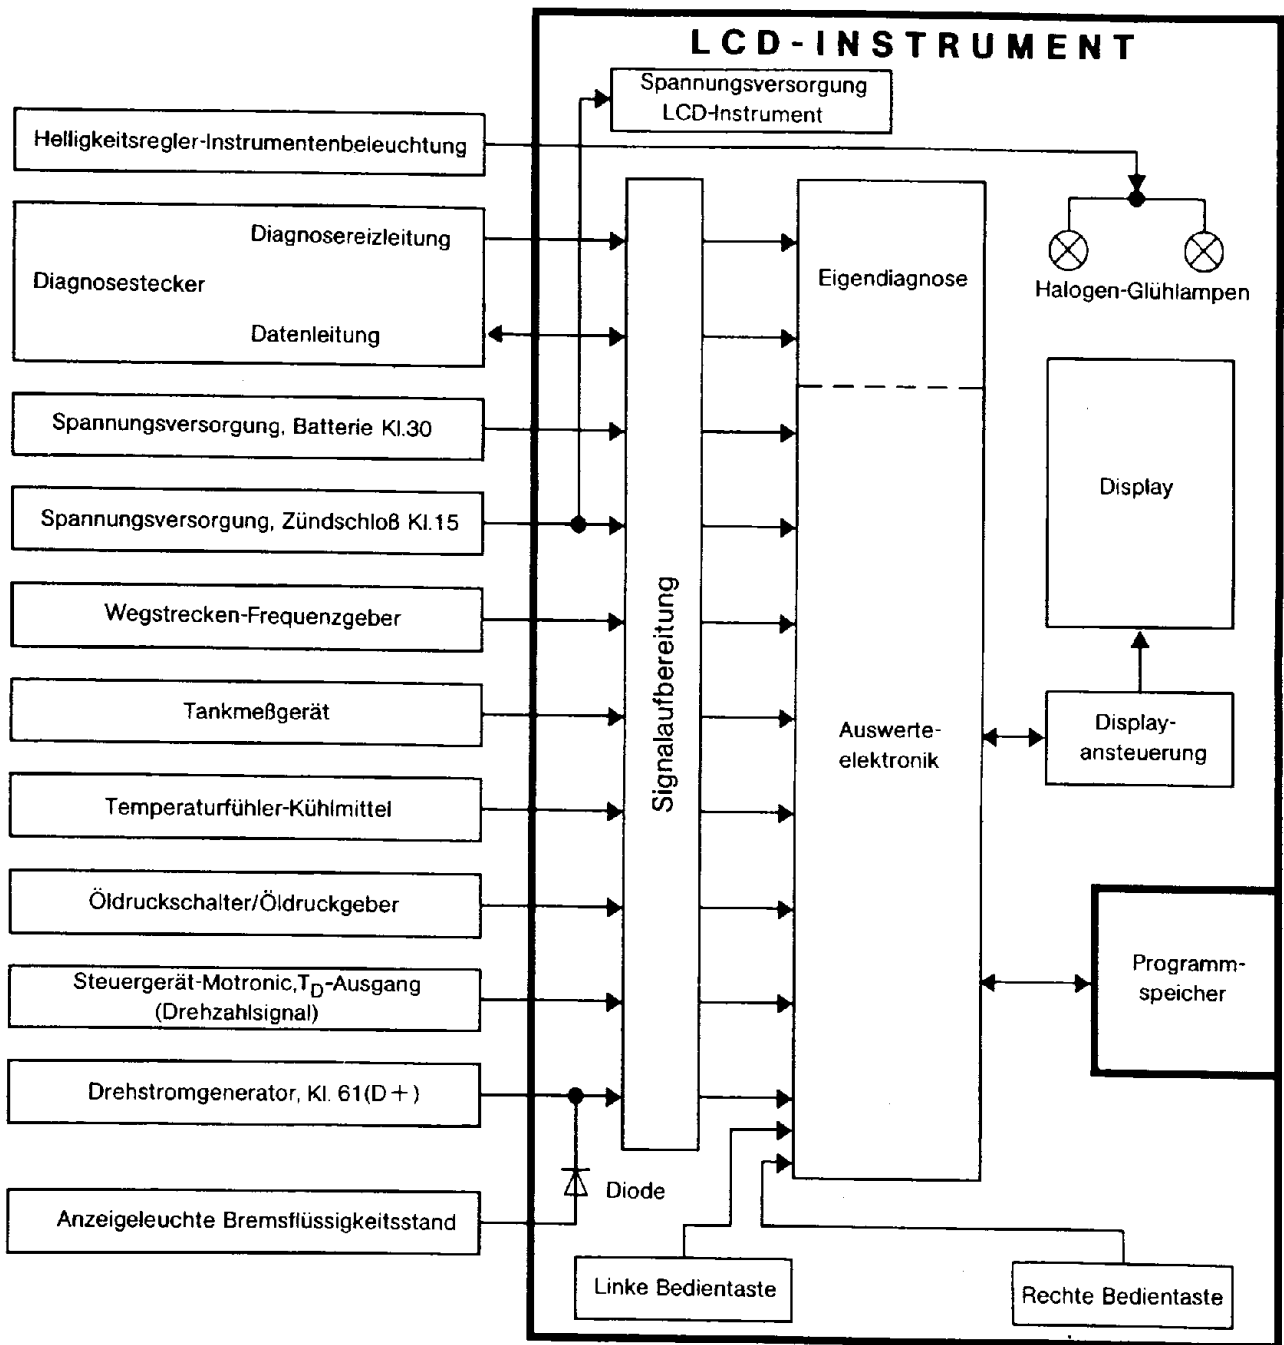 LCD-INSTRUMENT
Spannungsversorgung
LCD-Instrument
Helligkeitsregler-Instrumentenbeleuchtung
Diagnosereizleitung
Diagnosestecker
Datenleitung
Eigendiagnose
Halogen-Glühlampen
Spannungsversorgung, Batterie Kl.30
Display
Spannungsversorgung, Zündschloß Kl.15
Wegstrecken-Frequenzgeber
Signalaufbereitung
Tankmeßgerät
Auswerte-
elektronik
Display-
ansteuerung
Temperaturfühler-Kühlmittel
Öldruckschalter/Öldruckgeber
Steuergerät-Motronic,TD-Ausgang
(Drehzahlsignal)
Programm-
speicher
Drehstromgenerator, Kl. 61(D+)
Diode
Anzeigeleuchte Bremsflüssigkeitsstand
Linke Bedientaste
Rechte Bedientaste